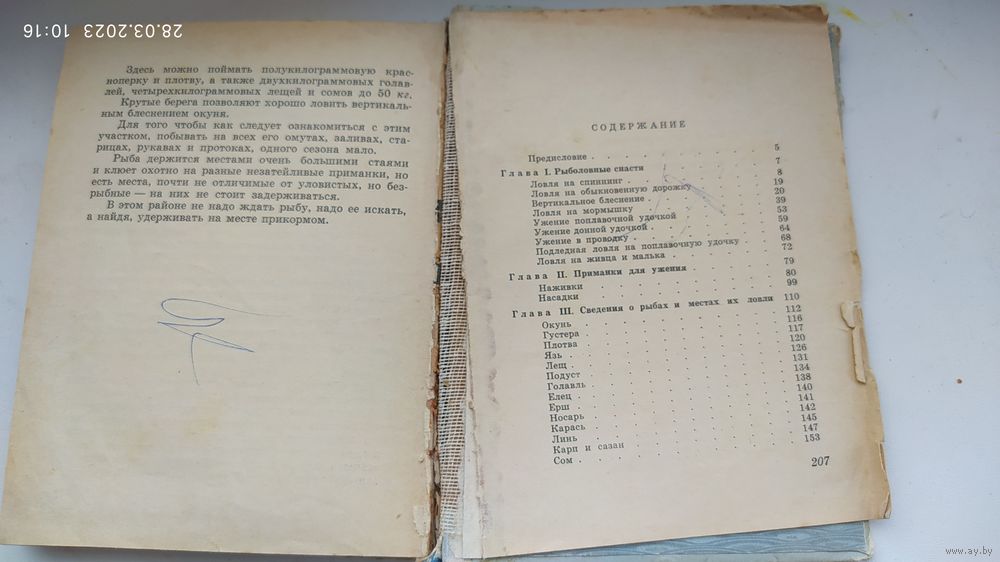 28.03.2023 10:16
Здесь можно поймать полукилограммовую крас-
ноперку и плотву, а также двухкилограммовых голав-
лей, четырехкилограммовых лещей и сомов до 50 кг.
Крутые берега позволяют хорошо ловить вертикаль-
ным блеснением окуня.
Для того чтобы как следует ознакомиться с этим
участком, побывать на всех его омутах, заливах, ста-
рицах, рукавах и протоках, одного сезона мало.
Рыба держится местами очень большими стаями
и клюет охотно на разные незатейливые приманки, но
есть места, почти не отличимые от уловистых, но без-
рыбные — на них не стоит задерживаться.
В этом районе не надо ждать рыбу, надо ее искать,
а найдя, удерживать на месте прикормом.
СОДЕРЖАНИЕ
Предисловие 5
Глава I. Рыболовные снасти 7
Ловля на спиннинг 8
Ловля на обыкновенную дорожку 19
Вертикальное блеснение 20
Ловля на мормышку 39
Ужение поплавочной удочкой 53
Ужение донной удочкой 59
Ужение в проводку 64
Подледная ловля на поплавочную удочку 68
Ловля на живца и малька 72
Глава II. Приманки для ужения 79
Наживки 80
Насадки 99
Глава III. Сведения о рыбах и местах их ловли 110
Окунь 112
Густера 116
Плотва 117
Язь 120
Лещ 126
Подуст 131
Голавль 134
Елец 138
Ерш 140
Носарь 141
Карась 142
Линь 145
Карп и сазан 147
Сом 153
207
www.ay.by